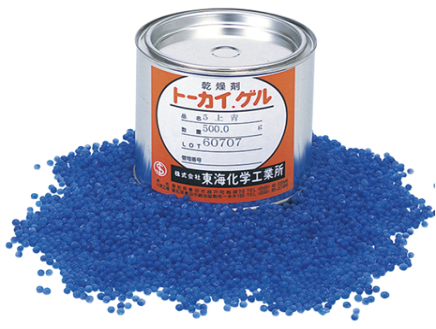 乾燥剤
トーカイ.ゲル
品名 5上青
数量 500.0 g
LOT 60707
管理番号
株式会社 東海化学工業所